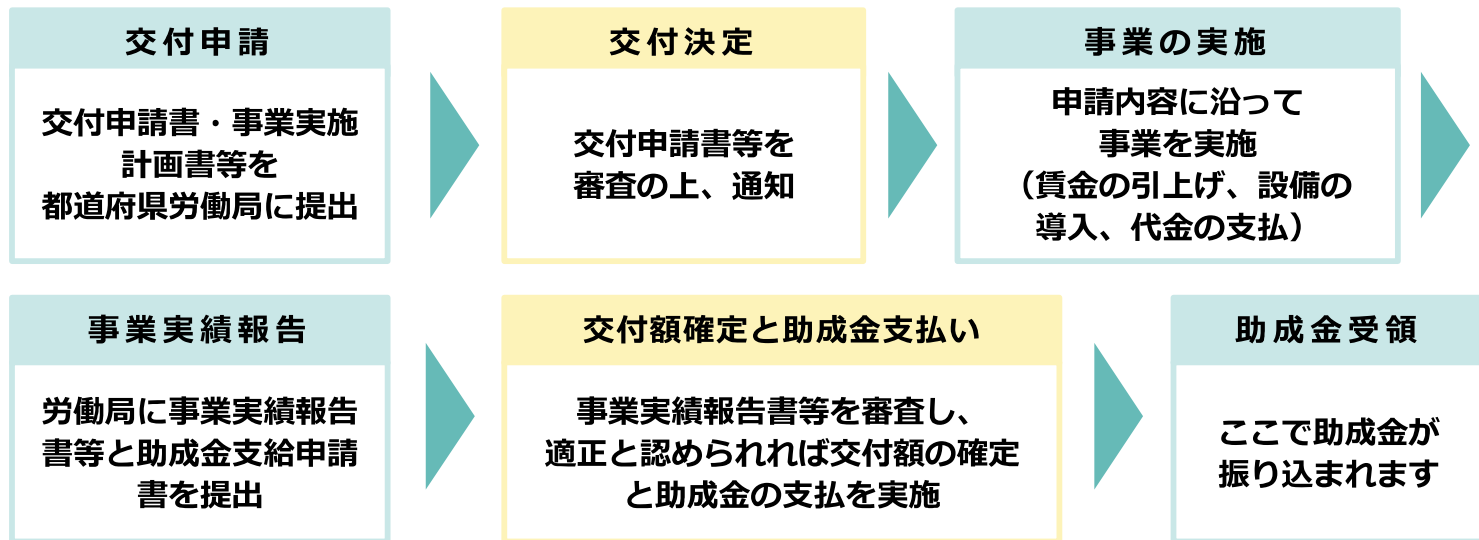 交付申請
交付申請書・事業実施
計画書等を
都道府県労働局に提出
交付決定
交付申請書等を
審査の上、通知
事業の実施
申請内容に沿って
事業を実施
（賃金の引上げ、設備の
導入、代金の支払）
事業実績報告
労働局に事業実績報告
書等と助成金支給申請
書を提出
交付額確定と助成金支払い
事業実績報告書等を審査し、
適正と認められれば交付額の確定
と助成金の支払を実施
助成金受領
ここで助成金が
振り込まれます